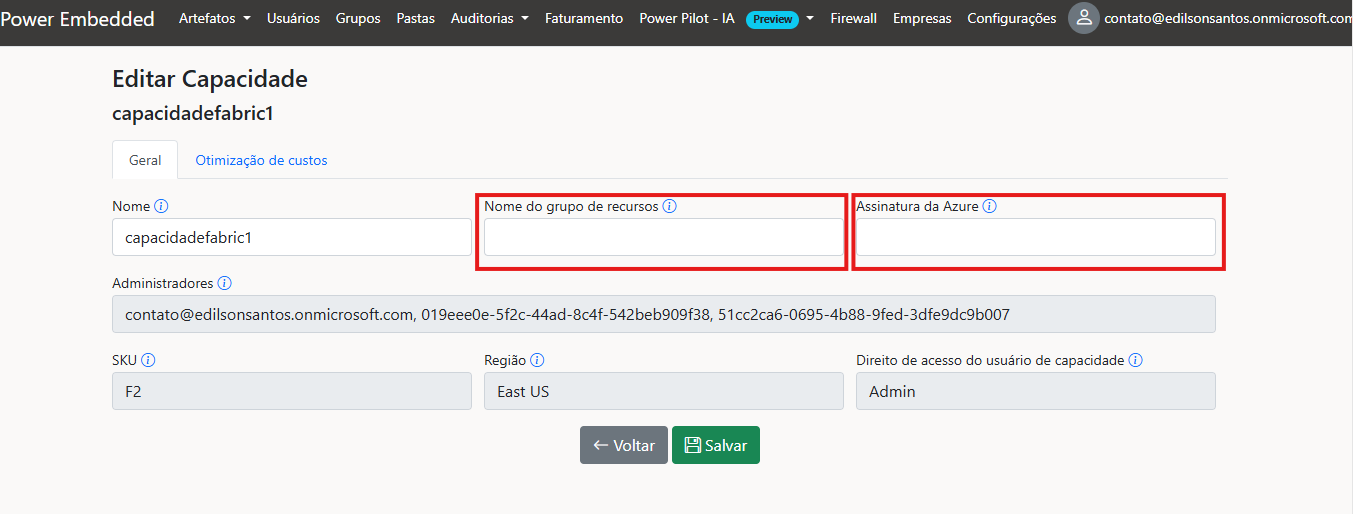 Power Embedded Artefatos Usuários Grupos Pastas Auditorias Faturamento Power Pilot - IA Preview Firewall Empresas Configurações contato@edilsonsantos.onmicrosoft.com
Editar Capacidade
capacidadefabric1
Geral Otimização de custos
Nome Nome do grupo de recursos Assinatura da Azure
capacidadefabric1
Administradores
contato@edilsonsantos.onmicrosoft.com, 019eee0e-5f2c-44ad-8c4f-542beb909f38, 51cc2ca6-0695-4b88-9fed-3dfe9dc9b007
SKU Região Direito de acesso do usuário de capacidade
F2 East US Admin
Voltar Salvar